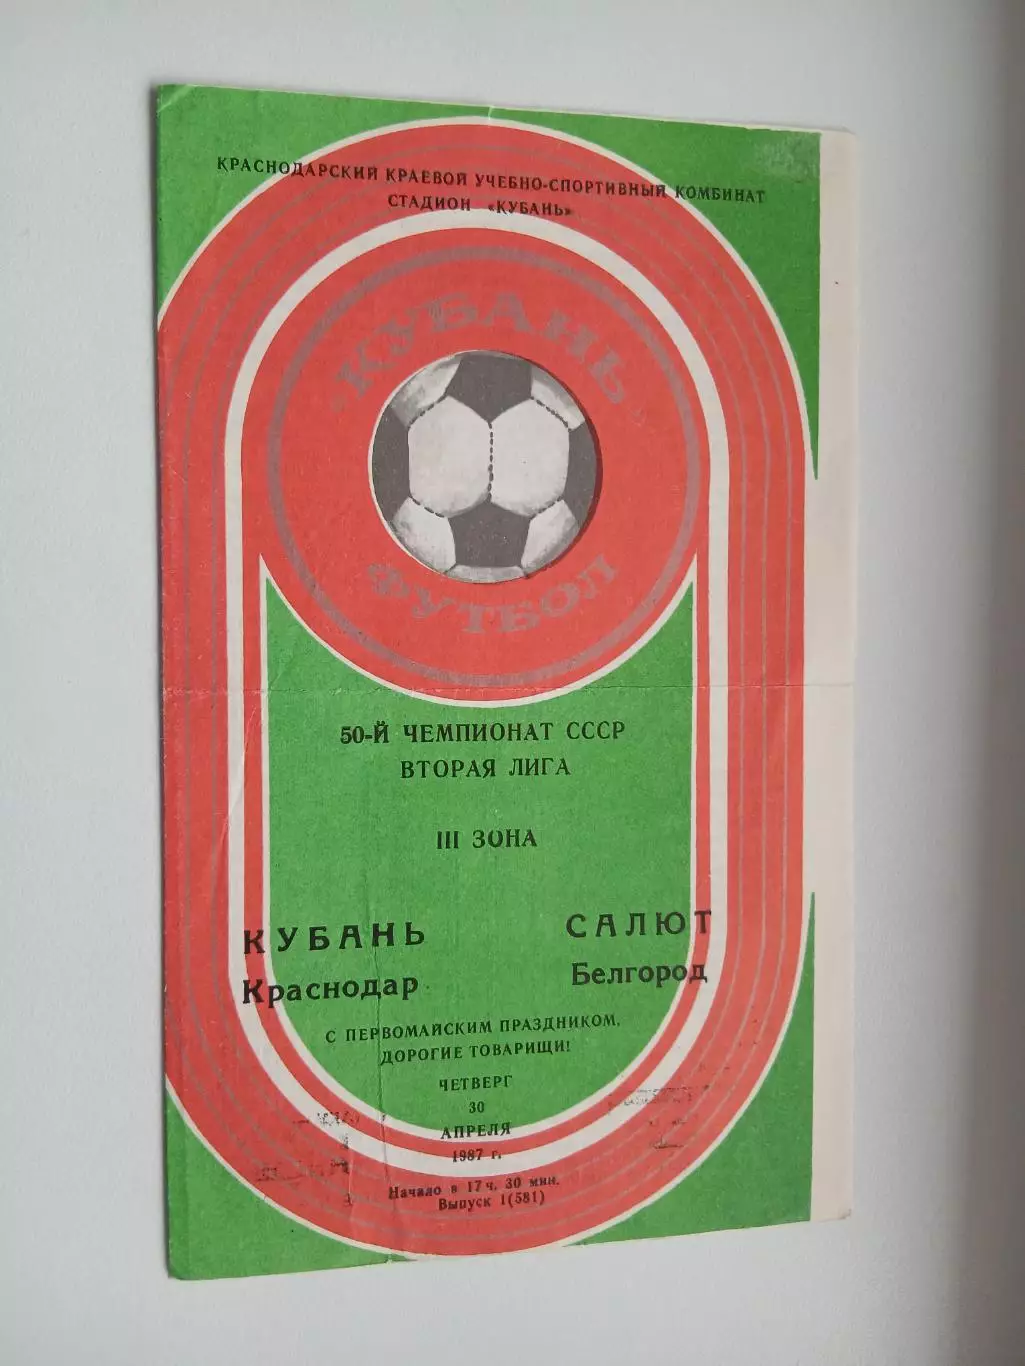 КРАСНОДАРСКИЙ КРАЕВОЙ УЧЕБНО-СПОРТИВНЫЙ КОМБИНАТ
СТАДИОН «КУБАНЬ»
«КУБАНЬ»
ФУТБОЛ
50-Й ЧЕМПИОНАТ СССР
ВТОРАЯ ЛИГА
III ЗОНА
КУБАНЬ
Краснодар
САЛЮТ
Белгород
С ПЕРВОМАЙСКИМ ПРАЗДНИКОМ,
ДОРОГИЕ ТОВАРИЩИ!
ЧЕТВЕРГ
30
АПРЕЛЯ
1987 г.
Начало в 17 ч. 30 мин.
Выпуск 1(581)